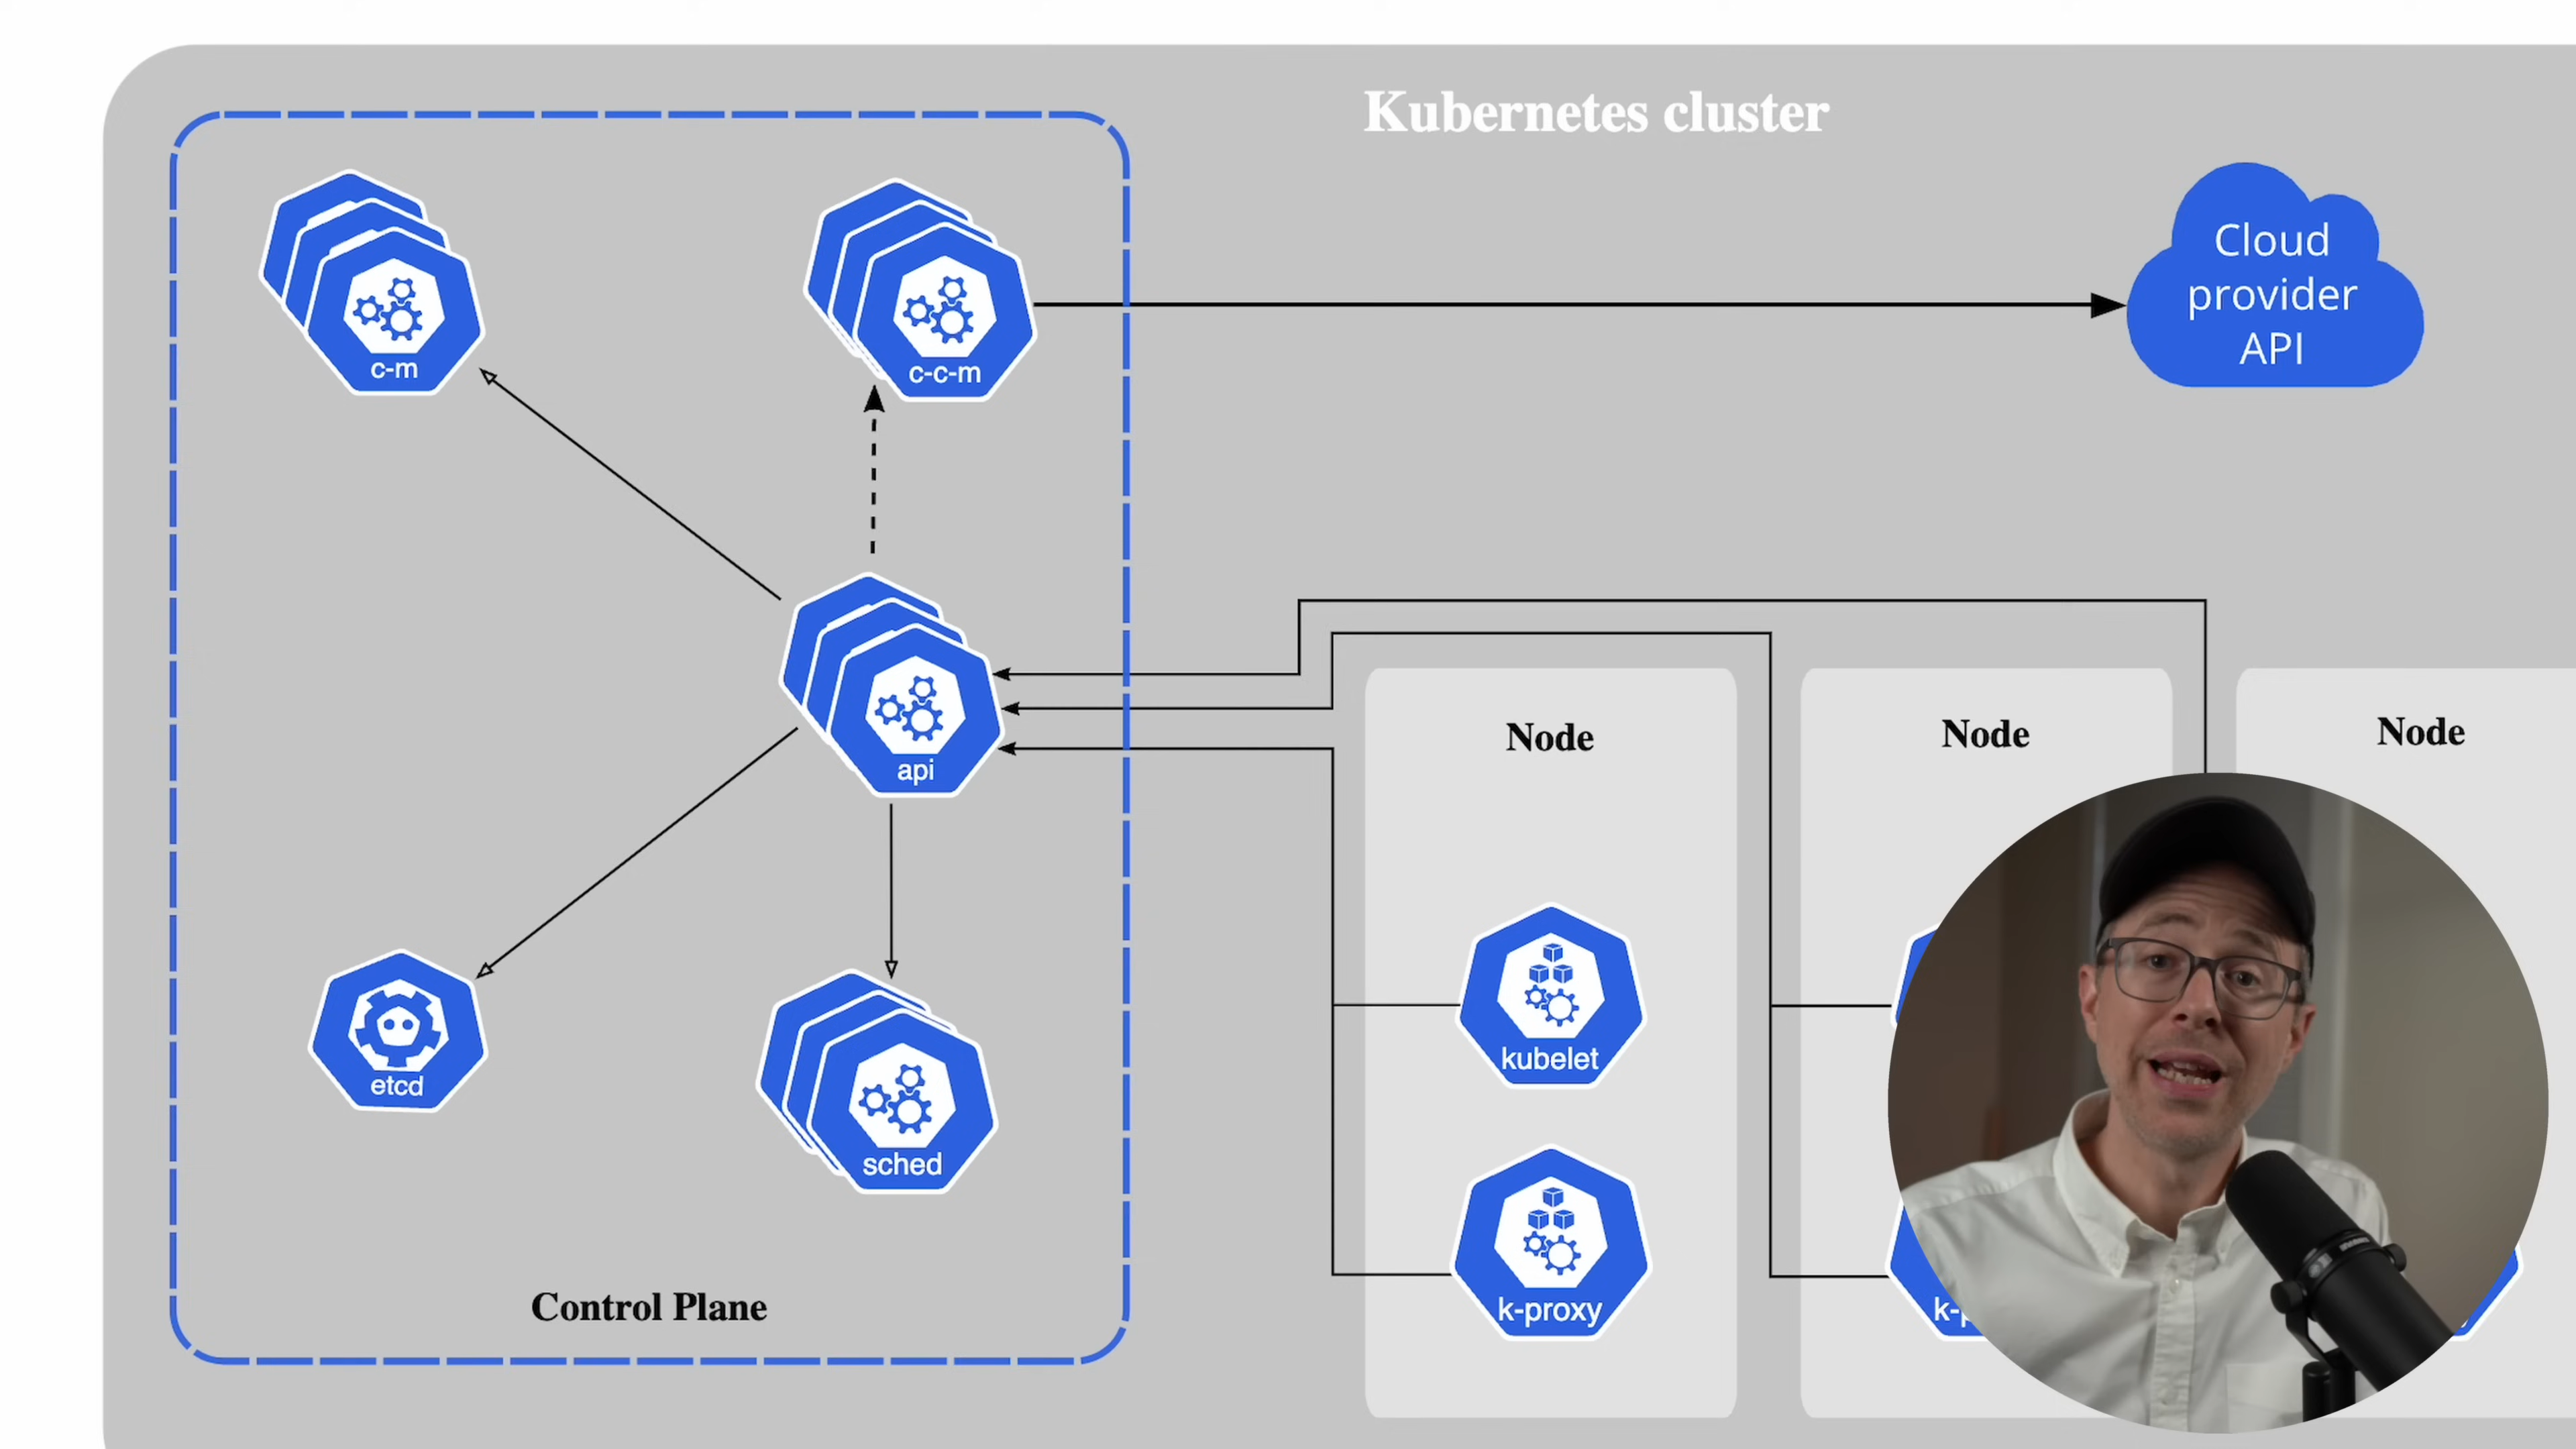 Kubernetes cluster
Cloud
provider
API
c-m
c-c-m
api
Node
Node
Node
etcd
sched
kubelet
k-proxy
Control Plane